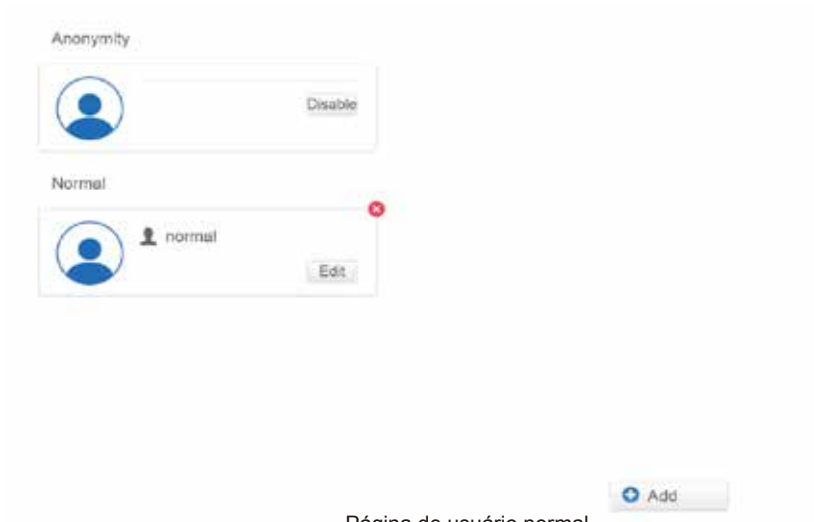 Anonymity
Disable
Normal
normal
Edit
Add
Página de usuário normal